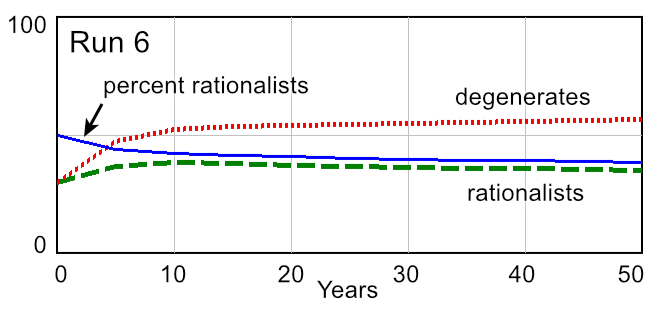 100
Run 6
percent rationalists
degenerates
rationalists
0
0 10 20 30 40 50
Years